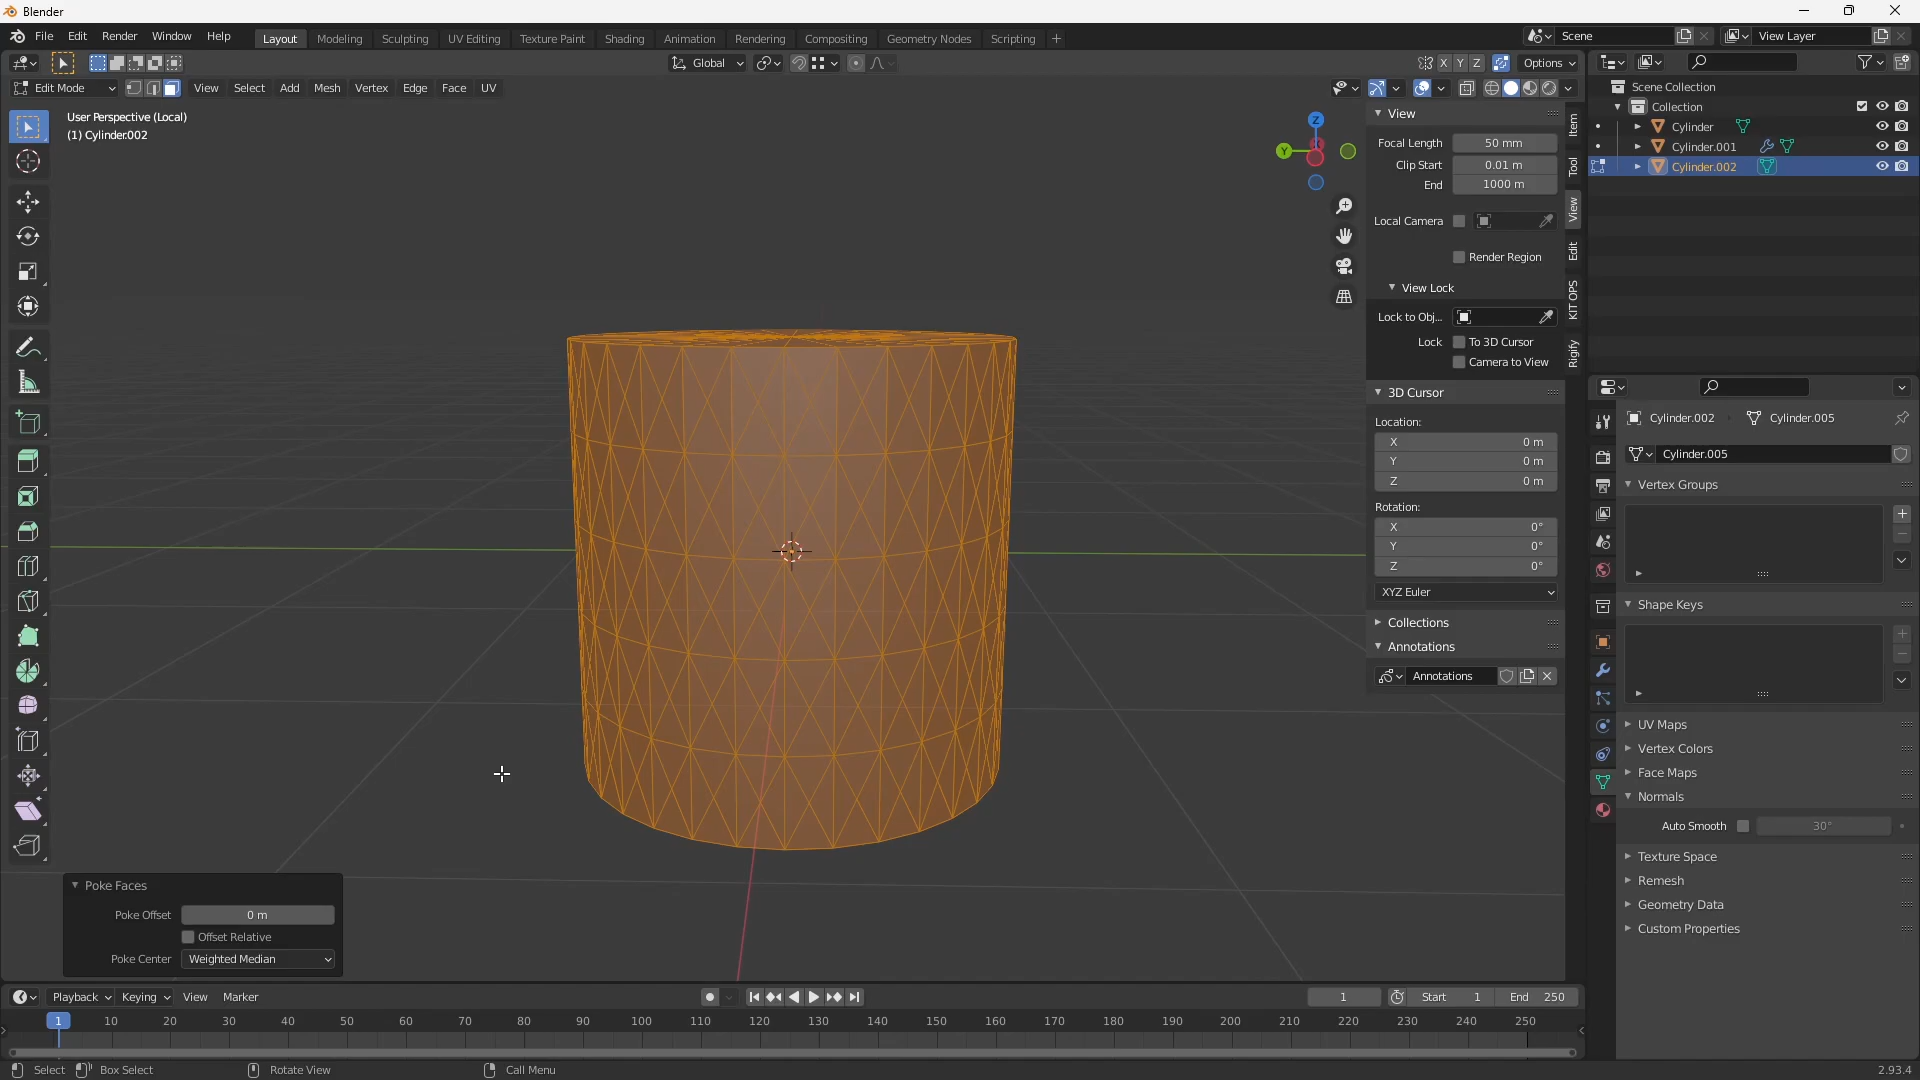 Blender
File Edit Render Window Help
Layout Modeling Sculpting UV Editing Texture Paint Shading Animation Rendering Compositing Geometry Nodes Scripting +
Scene
View Layer
Global
X Y Z
Options
Edit Mode
View Select Add Mesh Vertex Edge Face UV
User Perspective (Local)
(1) Cylinder.002
Z
Y
View
Focal Length 50 mm
Clip Start 0.01 m
End 1000 m
Local Camera
Render Region
View Lock
Lock to Obj...
Lock To 3D Cursor
Camera to View
3D Cursor
Location:
X 0 m
Y 0 m
Z 0 m
Rotation:
X 0°
Y 0°
Z 0°
XYZ Euler
Collections
Annotations
Annotations
Item
Tool
View
Edit
KIT OPS
Rigify
Scene Collection
Collection
Cylinder
Cylinder.001
Cylinder.002
Cylinder.002 Cylinder.005
Cylinder.005
Vertex Groups
Shape Keys
UV Maps
Vertex Colors
Face Maps
Normals
Auto Smooth 30°
Texture Space
Remesh
Geometry Data
Custom Properties
Poke Faces
Poke Offset 0 m
Offset Relative
Poke Center Weighted Median
Playback Keying View Marker
1
Start 1
End 250
1 10 20 30 40 50 60 70 80 90 100 110 120 130 140 150 160 170 180 190 200 210 220 230 240 250
Select Box Select Rotate View Call Menu
2.93.4